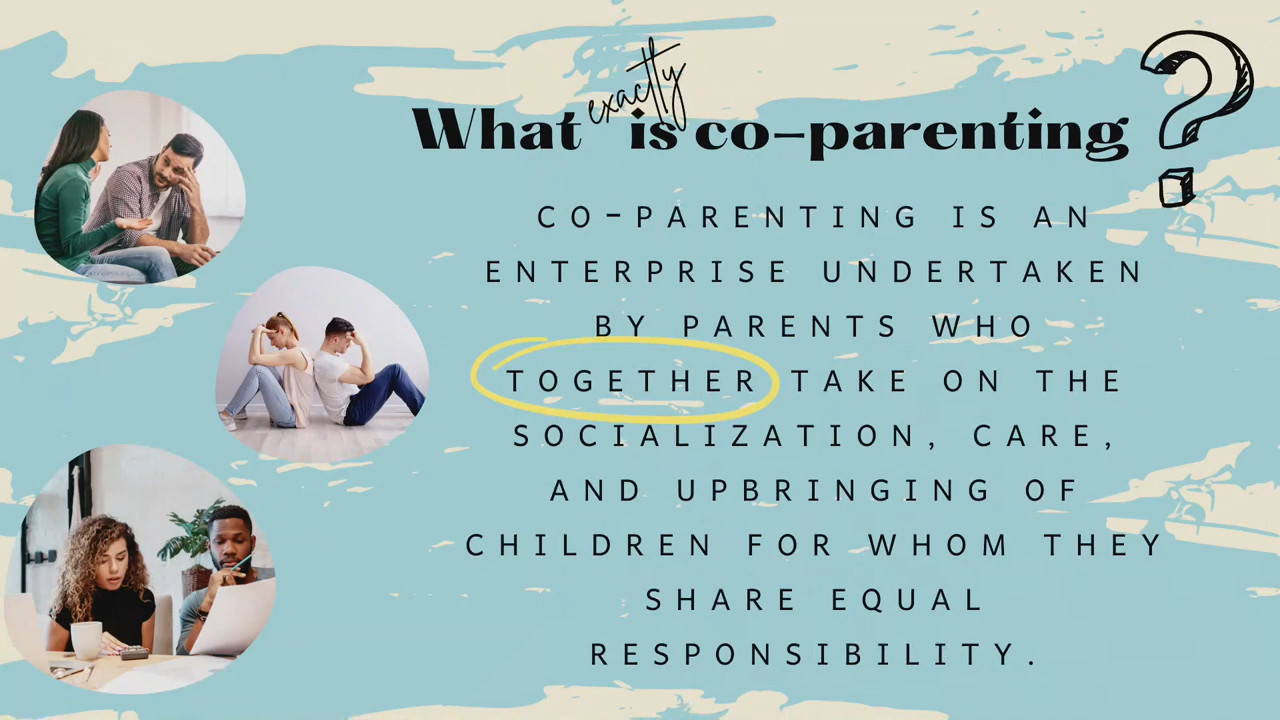 What exactly is co-parenting?
CO-PARENTING IS AN
ENTERPRISE UNDERTAKEN
BY PARENTS WHO
TOGETHER TAKE ON THE
SOCIALIZATION, CARE,
AND UPBRINGING OF
CHILDREN FOR WHOM THEY
SHARE EQUAL
RESPONSIBILITY.